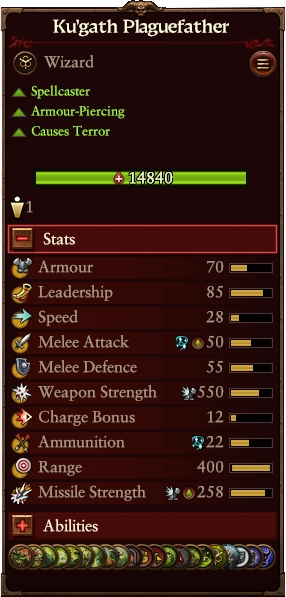 Ku'gath Plaguefather
Wizard
Spellcaster
Armour-Piercing
Causes Terror
14840
1
Stats
Armour 70
Leadership 85
Speed 28
Melee Attack 50
Melee Defence 55
Weapon Strength 550
Charge Bonus 12
Ammunition 22
Range 400
Missile Strength 258
Abilities